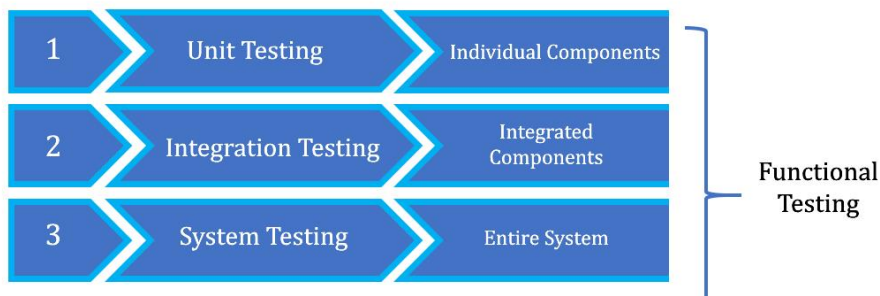 1
Unit Testing
Individual Components
2
Integration Testing
Integrated
Components
3
System Testing
Entire System
Functional
Testing